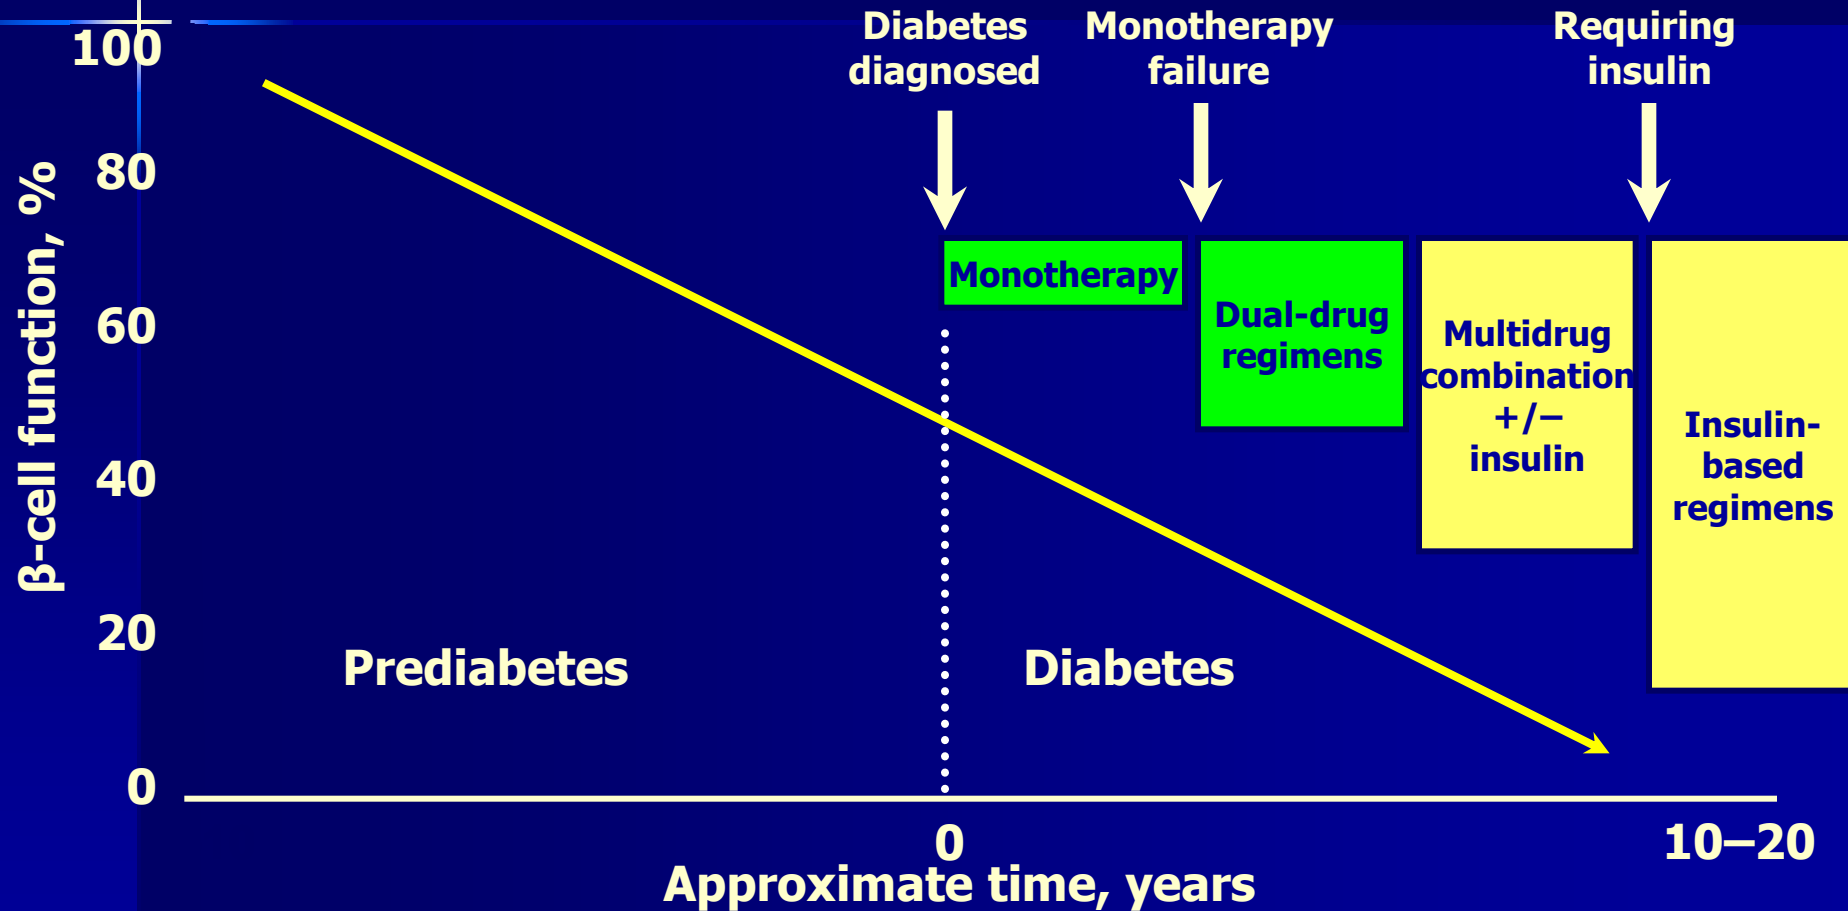 Diabetes
diagnosed
Monotherapy
failure
Requiring
insulin
β-cell function, %
100
80
60
40
20
0
Monotherapy
Dual-drug
regimens
Multidrug
combination
+/−
insulin
Insulin-
based
regimens
Prediabetes
Diabetes
0
10−20
Approximate time, years